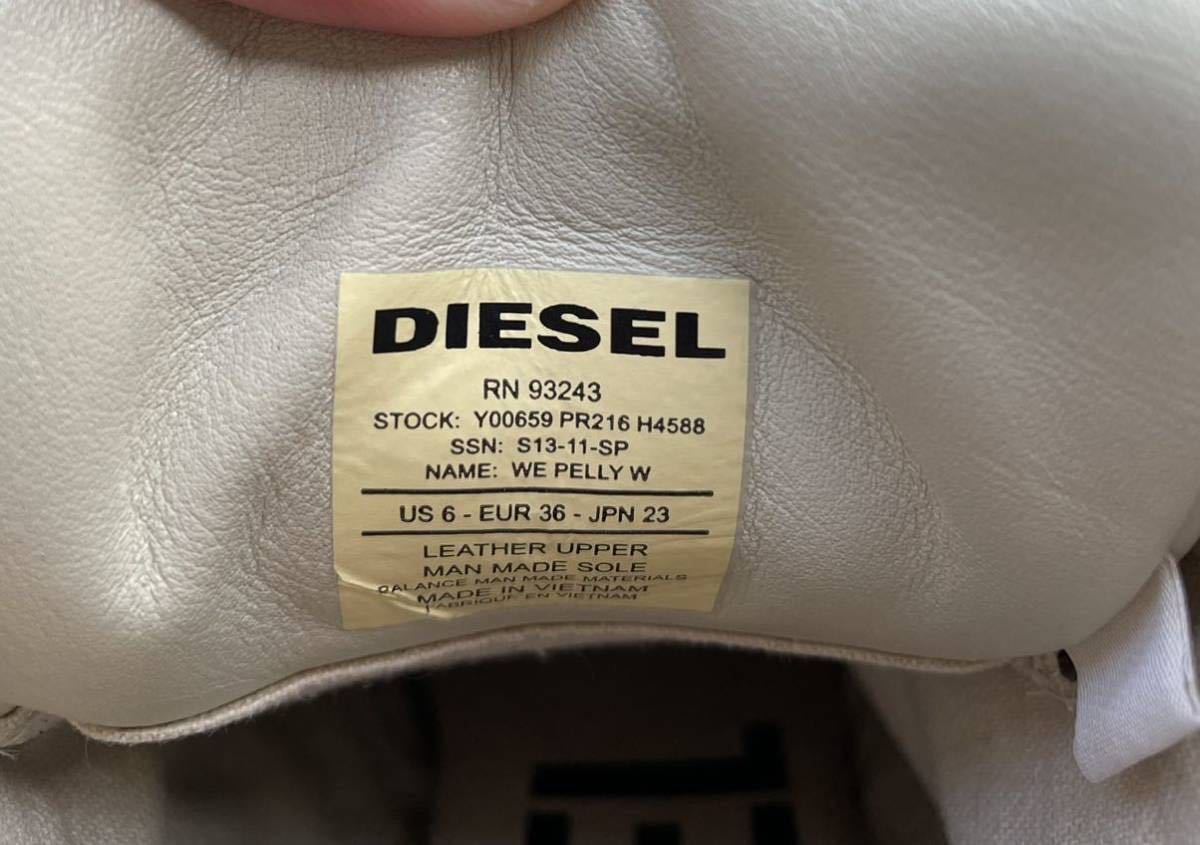 DIESEL
RN 93243
STOCK: Y00659 PR216 H4588
SSN: S13-11-SP
NAME: WE PELLY W
US 6 - EUR 36 - JPN 23
LEATHER UPPER
MAN MADE SOLE
BALANCE MAN MADE MATERIALS
MADE IN VIETNAM
FABRIQUE EN VIETNAM